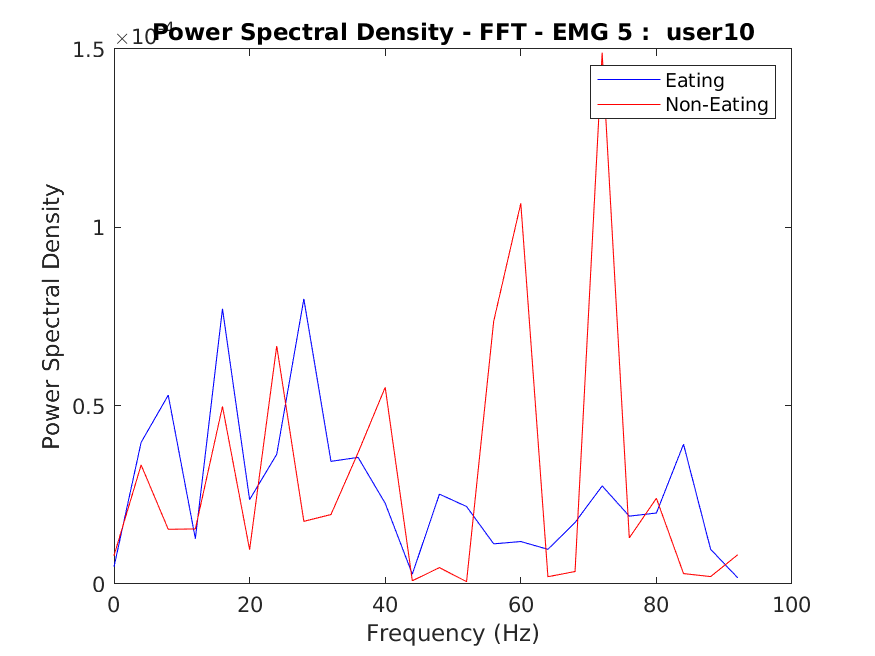 Power Spectral Density - FFT - EMG 5 :  user10
×10⁻⁴
1.5
1
0.5
0
Power Spectral Density
Eating
Non-Eating
0 20 40 60 80 100
Frequency (Hz)